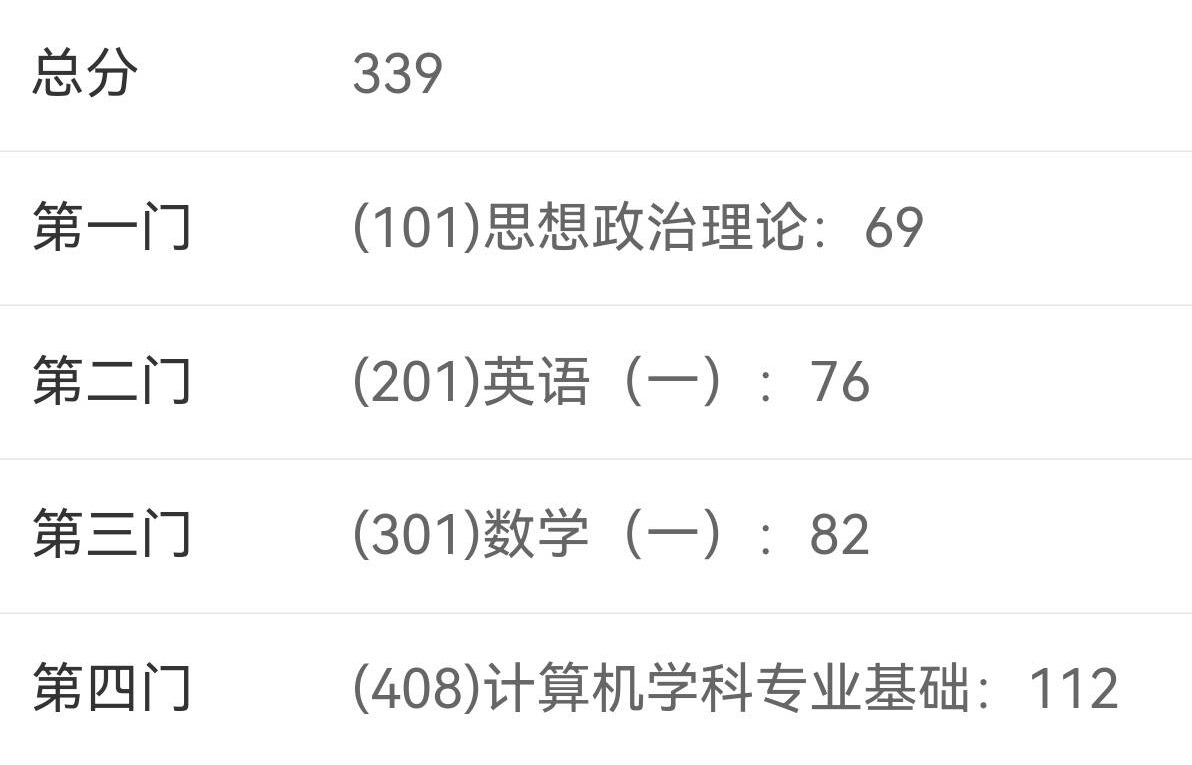 总分 339
第一门 (101)思想政治理论：69
第二门 (201)英语（一）：76
第三门 (301)数学（一）：82
第四门 (408)计算机学科专业基础：112